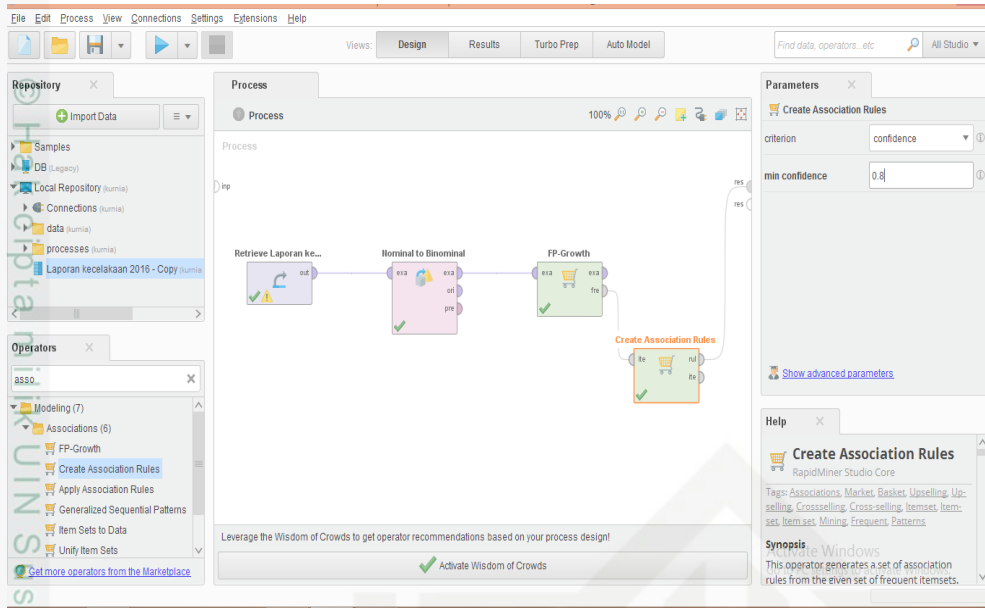 File Edit Process View Connections Settings Extensions Help
Views: Design Results Turbo Prep Auto Model
Find data, operators...etc All Studio
Repository
Import Data
Samples
DB (Legacy)
Local Repository (kurnia)
Connections (kurnia)
data (kurnia)
processes (kurnia)
Laporan kecelakaan 2016 - Copy (kurnia
Operators
asso
Modeling (7)
Associations (6)
FP-Growth
Create Association Rules
Apply Association Rules
Generalized Sequential Patterns
Item Sets to Data
Unify Item Sets
Get more operators from the Marketplace
Process
Process
100%
Process
inp
res
res
Retrieve Laporan ke...
out
Nominal to Binominal
exa exa
ori
pre
FP-Growth
exa exa
fre
Create Association Rules
ite rul
ite
Leverage the Wisdom of Crowds to get operator recommendations based on your process design!
Activate Wisdom of Crowds
Parameters
Create Association Rules
criterion confidence
min confidence 0.8
Show advanced parameters
Help
Create Association Rules
RapidMiner Studio Core
Tags: Associations, Market, Basket, Upselling, Up-
selling, Crossselling, Cross-selling, Itemset, Item-
set, Item set, Mining, Frequent, Patterns
Synopsis
Activate Windows
This operator generates a set of association
rules from the given set of frequent itemsets.
© Hak cipta milik UIN Sus